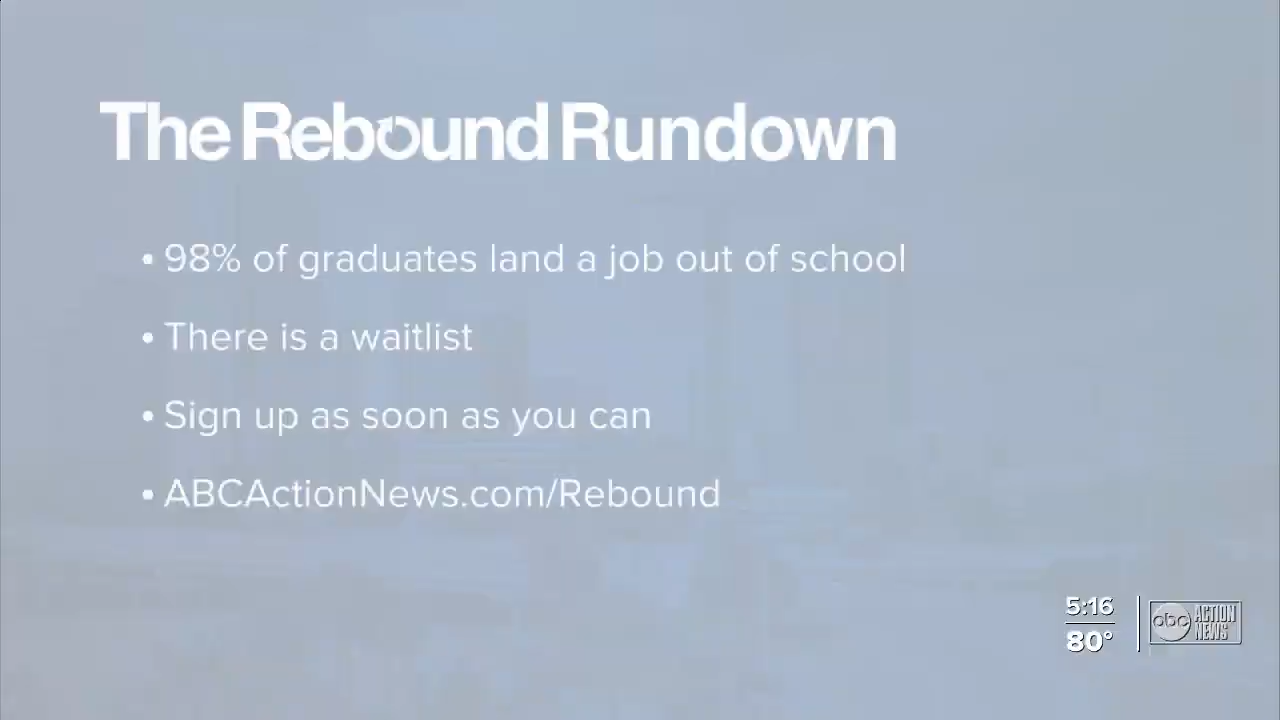 The Rebound Rundown
• 98% of graduates land a job out of school
• There is a waitlist
• Sign up as soon as you can
• ABCActionNews.com/Rebound
5:16
80°
abc ACTION
NEWS